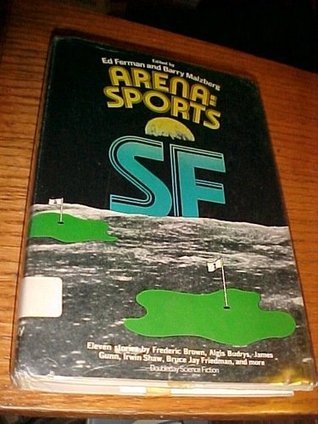 Edited by
Ed Ferman and Barry Malzberg
ARENA:
SPORTS
SF
Eleven stories by Frederic Brown, Algis Budrys, James
Gunn, Irwin Shaw, Bruce Jay Friedman, and more
Doubleday Science Fiction